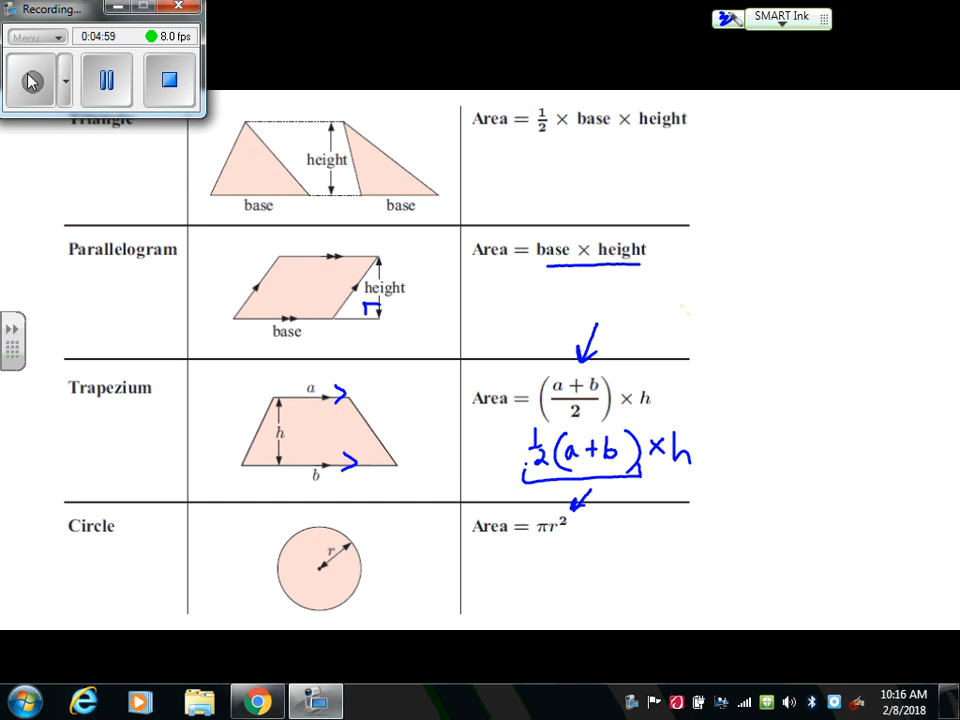 Recording...
Menu
0:04:59
8.0 fps
SMART Ink
Triangle
height
base
base
Area = 1/2 × base × height
Parallelogram
height
base
Area = base × height
Trapezium
a
h
b
Area = (a + b / 2) × h
1/2 (a+b) × h
Circle
r
Area = πr²
10:16 AM
2/8/2018